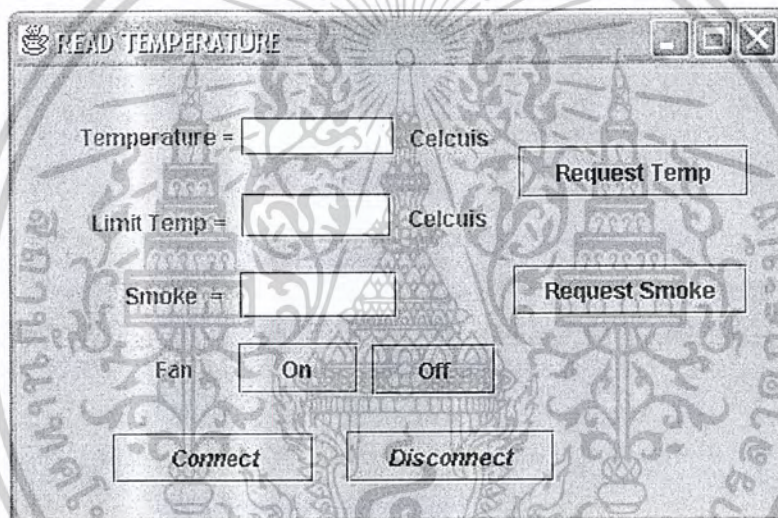 READ TEMPERATURE
Temperature = Celcuis
Request Temp
Limit Temp = Celcuis
Smoke = Request Smoke
Fan On Off
Connect Disconnect